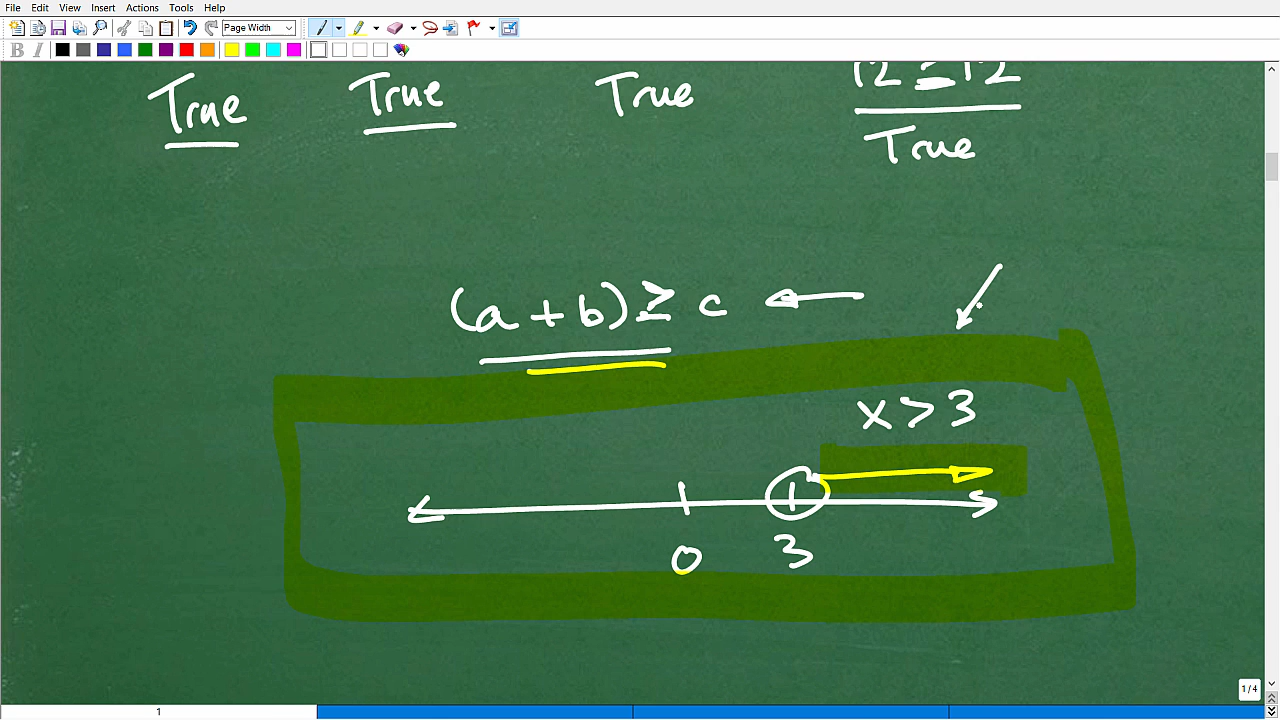 File Edit View Insert Actions Tools Help
Page Width
B I
True True True 12 ≥ 12
True
(a + b) ≥ c
x > 3
0 3
1 / 4
1